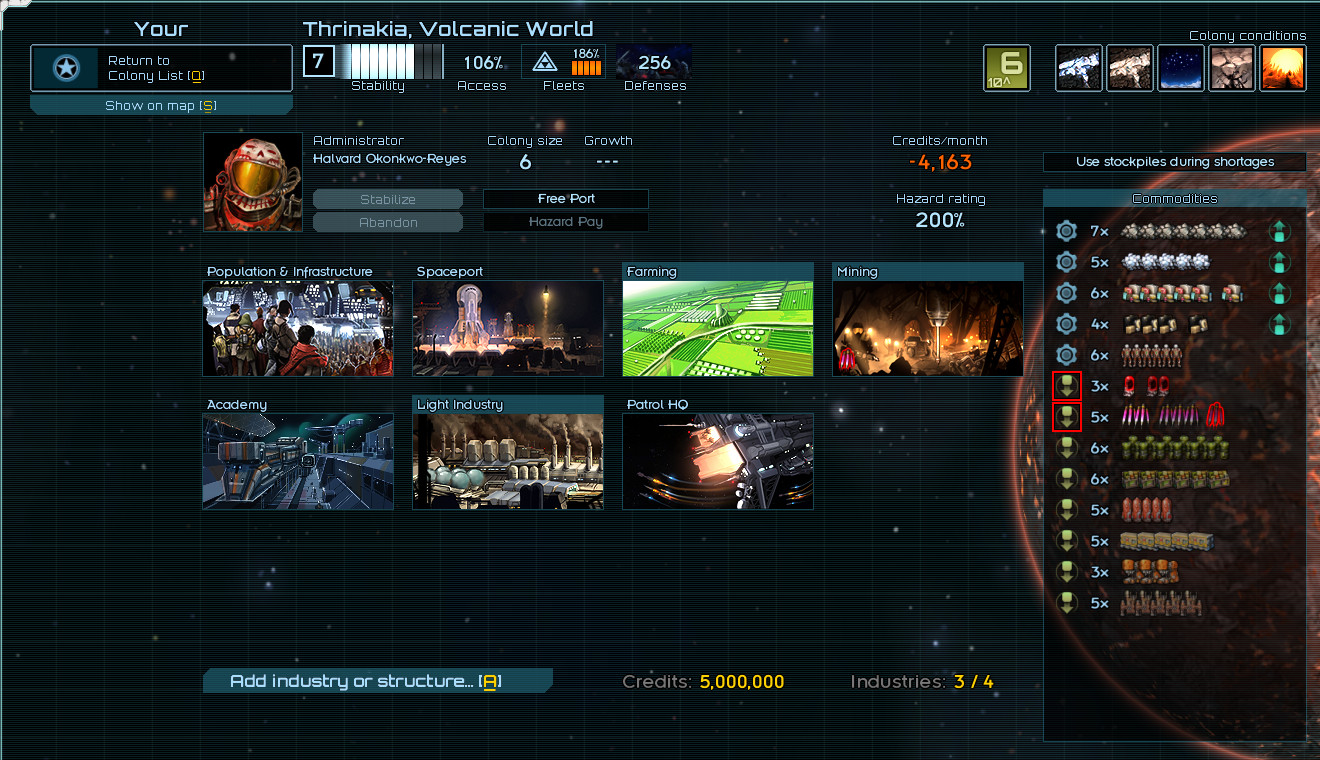 Your
Return to
Colony List [Q]
Show on map [S]
Thrinakia, Volcanic World
7
Stability
106%
Access
186%
Fleets
256
Defenses
6
10^
Colony conditions
Administrator
Halvard Okonkwo-Reyes
Colony size
6
Growth
---
Credits/month
-4,163
Stabilize
Abandon
Free Port
Hazard Pay
Hazard rating
200%
Use stockpiles during shortages
Commodities
7×
5×
6×
4×
6×
3×
5×
6×
6×
5×
5×
3×
5×
Population & Infrastructure
Spaceport
Farming
Mining
Academy
Light Industry
Patrol HQ
Add industry or structure... [A]
Credits: 5,000,000
Industries: 3 / 4